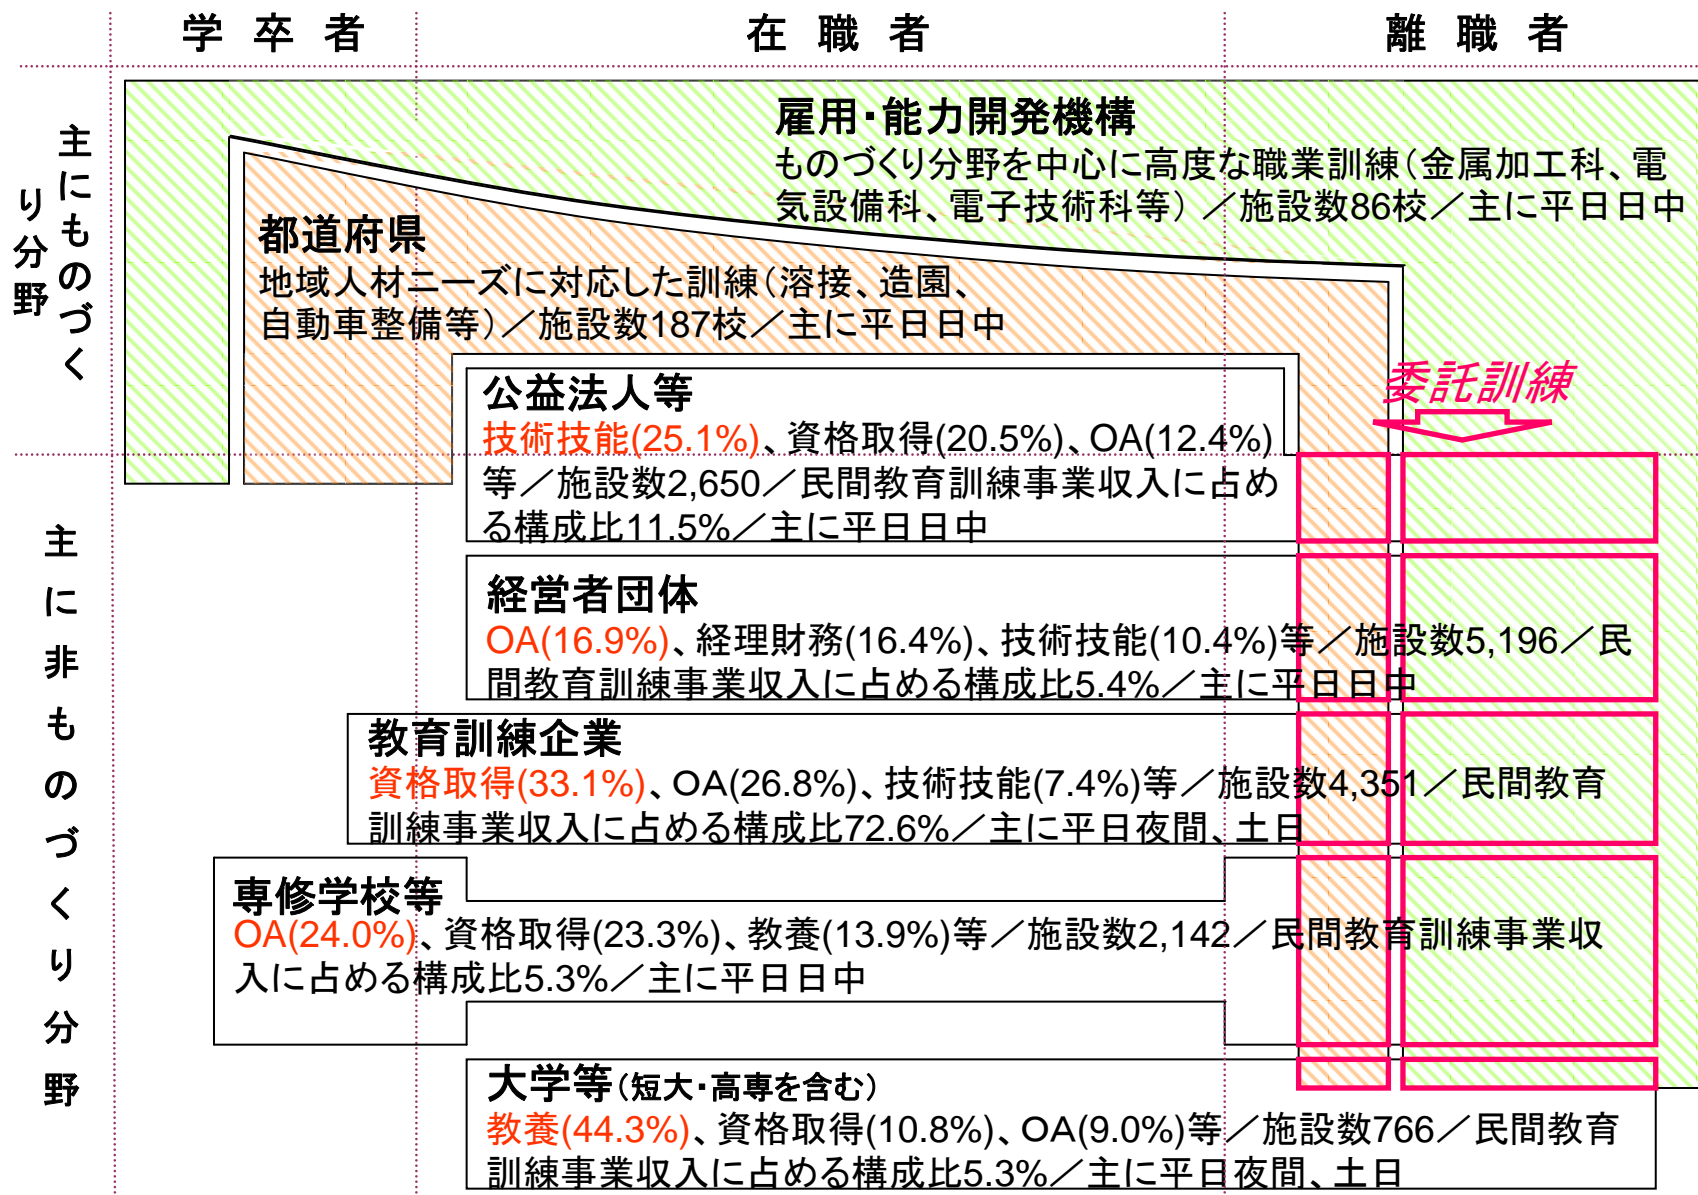 学卒者
在職者
離職者
主にものづく
り分野
雇用・能力開発機構
ものづくり分野を中心に高度な職業訓練（金属加工科、電
気設備科、電子技術科等）／施設数86校／主に平日日中
都道府県
地域人材ニーズに対応した訓練（溶接、造園、
自動車整備等）／施設数187校／主に平日日中
委託訓練
公益法人等
技術技能(25.1%)、資格取得(20.5%)、OA(12.4%)
等／施設数2,650／民間教育訓練事業収入に占め
る構成比11.5%／主に平日日中
主に非ものづくり分野
経営者団体
OA(16.9%)、経理財務(16.4%)、技術技能(10.4%)等／施設数5,196／民
間教育訓練事業収入に占める構成比5.4%／主に平日日中
教育訓練企業
資格取得(33.1%)、OA(26.8%)、技術技能(7.4%)等／施設数4,351／民間教育
訓練事業収入に占める構成比72.6%／主に平日夜間、土日
専修学校等
OA(24.0%)、資格取得(23.3%)、教養(13.9%)等／施設数2,142／民間教育訓練事業収
入に占める構成比5.3%／主に平日日中
大学等（短大・高専を含む）
教養(44.3%)、資格取得(10.8%)、OA(9.0%)等／施設数766／民間教育
訓練事業収入に占める構成比5.3%／主に平日夜間、土日